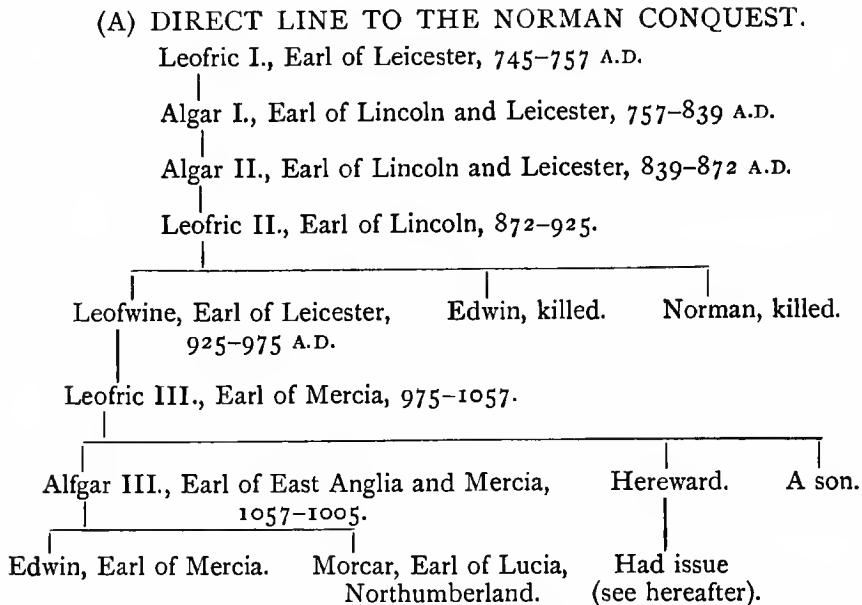 (A) DIRECT LINE TO THE NORMAN CONQUEST.
Leofric I., Earl of Leicester, 745–757 A.D.
Algar I., Earl of Lincoln and Leicester, 757–839 A.D.
Algar II., Earl of Lincoln and Leicester, 839–872 A.D.
Leofric II., Earl of Lincoln, 872–925.
Leofwine, Earl of Leicester,
925–975 A.D.
Edwin, killed.
Norman, killed.
Leofric III., Earl of Mercia, 975–1057.
Alfgar III., Earl of East Anglia and Mercia,
1057–1005.
Hereward.
A son.
Edwin, Earl of Mercia.
Morcar, Earl of Lucia,
Northumberland.
Had issue
(see hereafter).